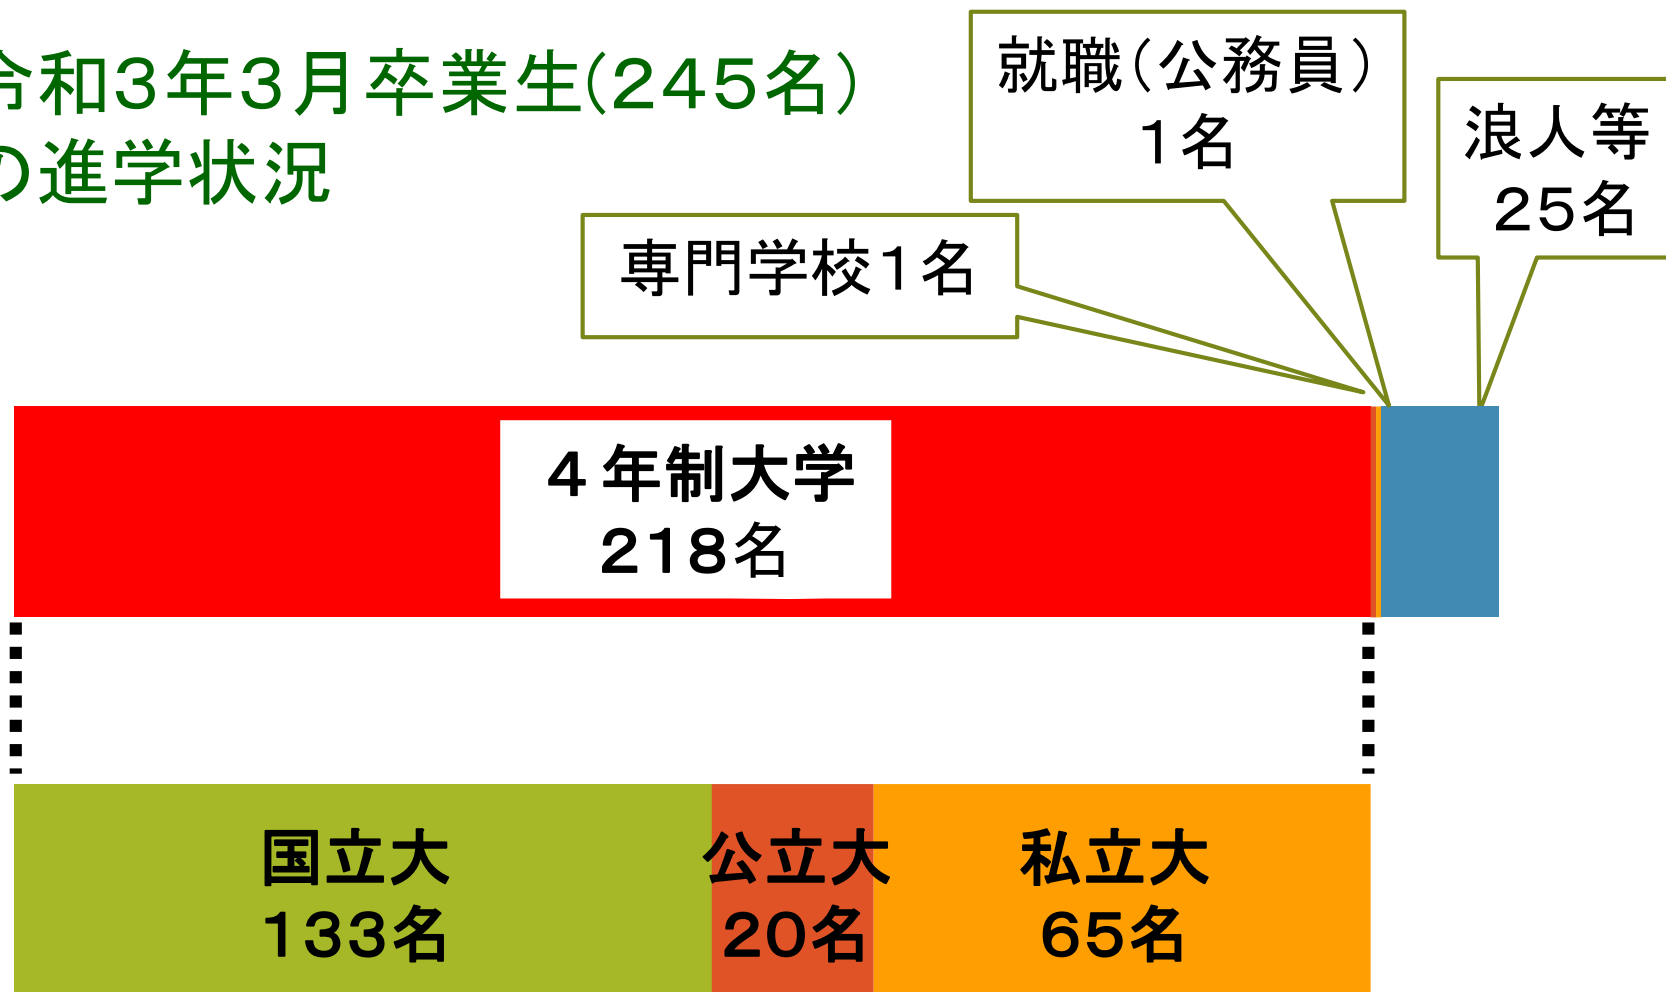 令和3年3月卒業生(245名)
の進学状況
就職(公務員)
1名
浪人等
25名
専門学校1名
4年制大学
218名
国立大
133名
公立大
20名
私立大
65名